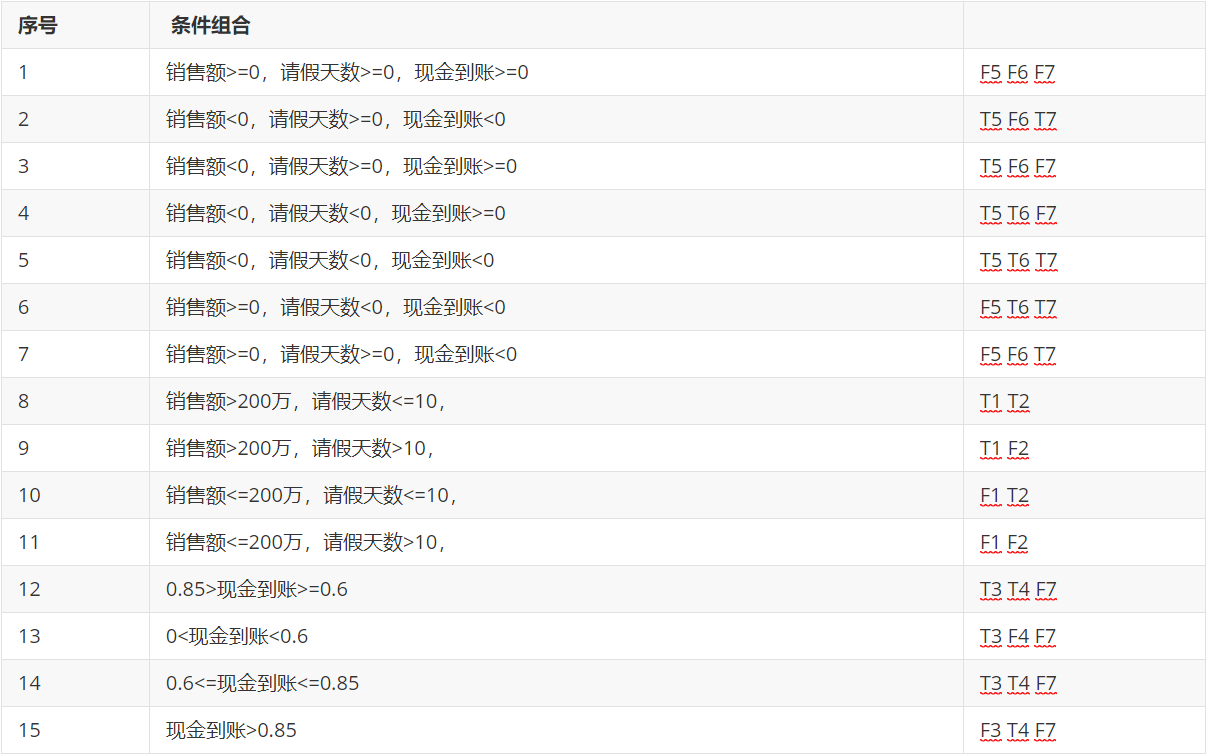 序号 条件组合
1 销售额>=0，请假天数>=0，现金到账>=0 F5 F6 F7
2 销售额<0，请假天数>=0，现金到账<0 T5 F6 T7
3 销售额<0，请假天数>=0，现金到账>=0 T5 F6 F7
4 销售额<0，请假天数<0，现金到账>=0 T5 T6 F7
5 销售额<0，请假天数<0，现金到账<0 T5 T6 T7
6 销售额>=0，请假天数<0，现金到账<0 F5 T6 T7
7 销售额>=0，请假天数>=0，现金到账<0 F5 F6 T7
8 销售额>200万，请假天数<=10， T1 T2
9 销售额>200万，请假天数>10， T1 F2
10 销售额<=200万，请假天数<=10， F1 T2
11 销售额<=200万，请假天数>10， F1 F2
12 0.85>现金到账>=0.6 T3 T4 F7
13 0<现金到账<0.6 T3 F4 F7
14 0.6<=现金到账<=0.85 T3 T4 F7
15 现金到账>0.85 F3 T4 F7